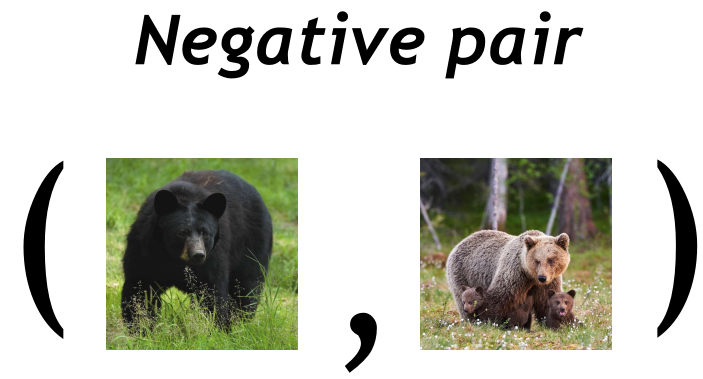 Negative pair
( , )